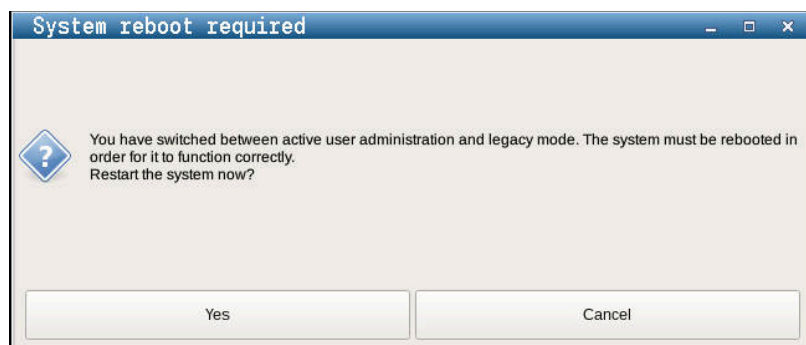 System reboot required
You have switched between active user administration and legacy mode. The system must be rebooted in
order for it to function correctly.
Restart the system now?
Yes
Cancel